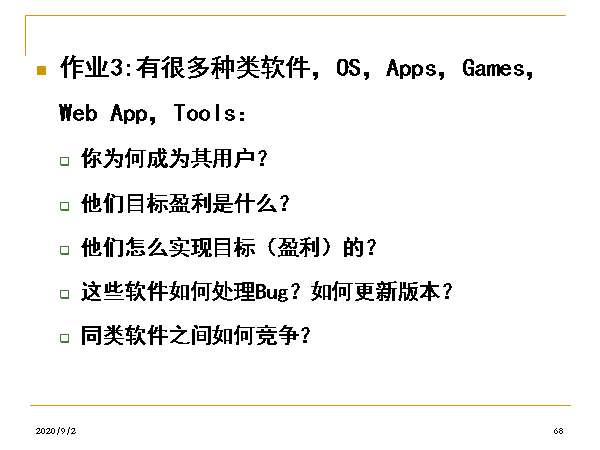 作业3:有很多种类软件，OS，Apps，Games，
Web App，Tools：
你为何成为其用户？
他们目标盈利是什么？
他们怎么实现目标（盈利）的？
这些软件如何处理Bug？如何更新版本？
同类软件之间如何竞争？
2020/9/2
68